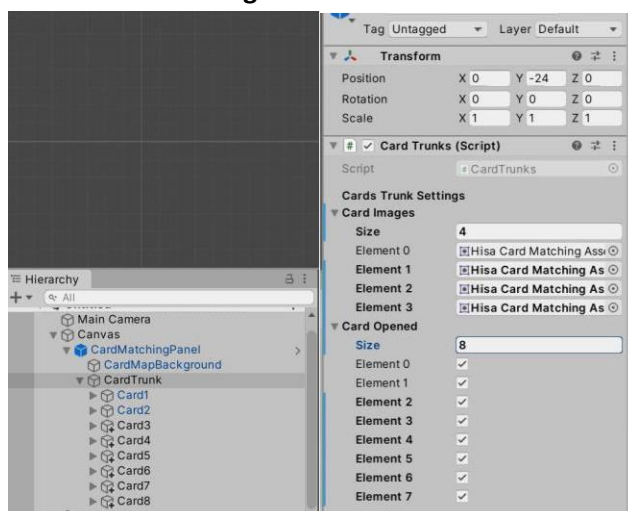 Tag Untagged Layer Default
Transform
Position X 0 Y -24 Z 0
Rotation X 0 Y 0 Z 0
Scale X 1 Y 1 Z 1
# Card Trunks (Script)
Script # CardTrunks
Cards Trunk Settings
Card Images
Size 4
Element 0 Hisa Card Matching Asse
Element 1 Hisa Card Matching As
Element 2 Hisa Card Matching As
Element 3 Hisa Card Matching As
Card Opened
Size 8
Element 0
Element 1
Element 2
Element 3
Element 4
Element 5
Element 6
Element 7
Hierarchy
+ All
Main Camera
Canvas
CardMatchingPanel
CardMapBackground
CardTrunk
Card1
Card2
Card3
Card4
Card5
Card6
Card7
Card8